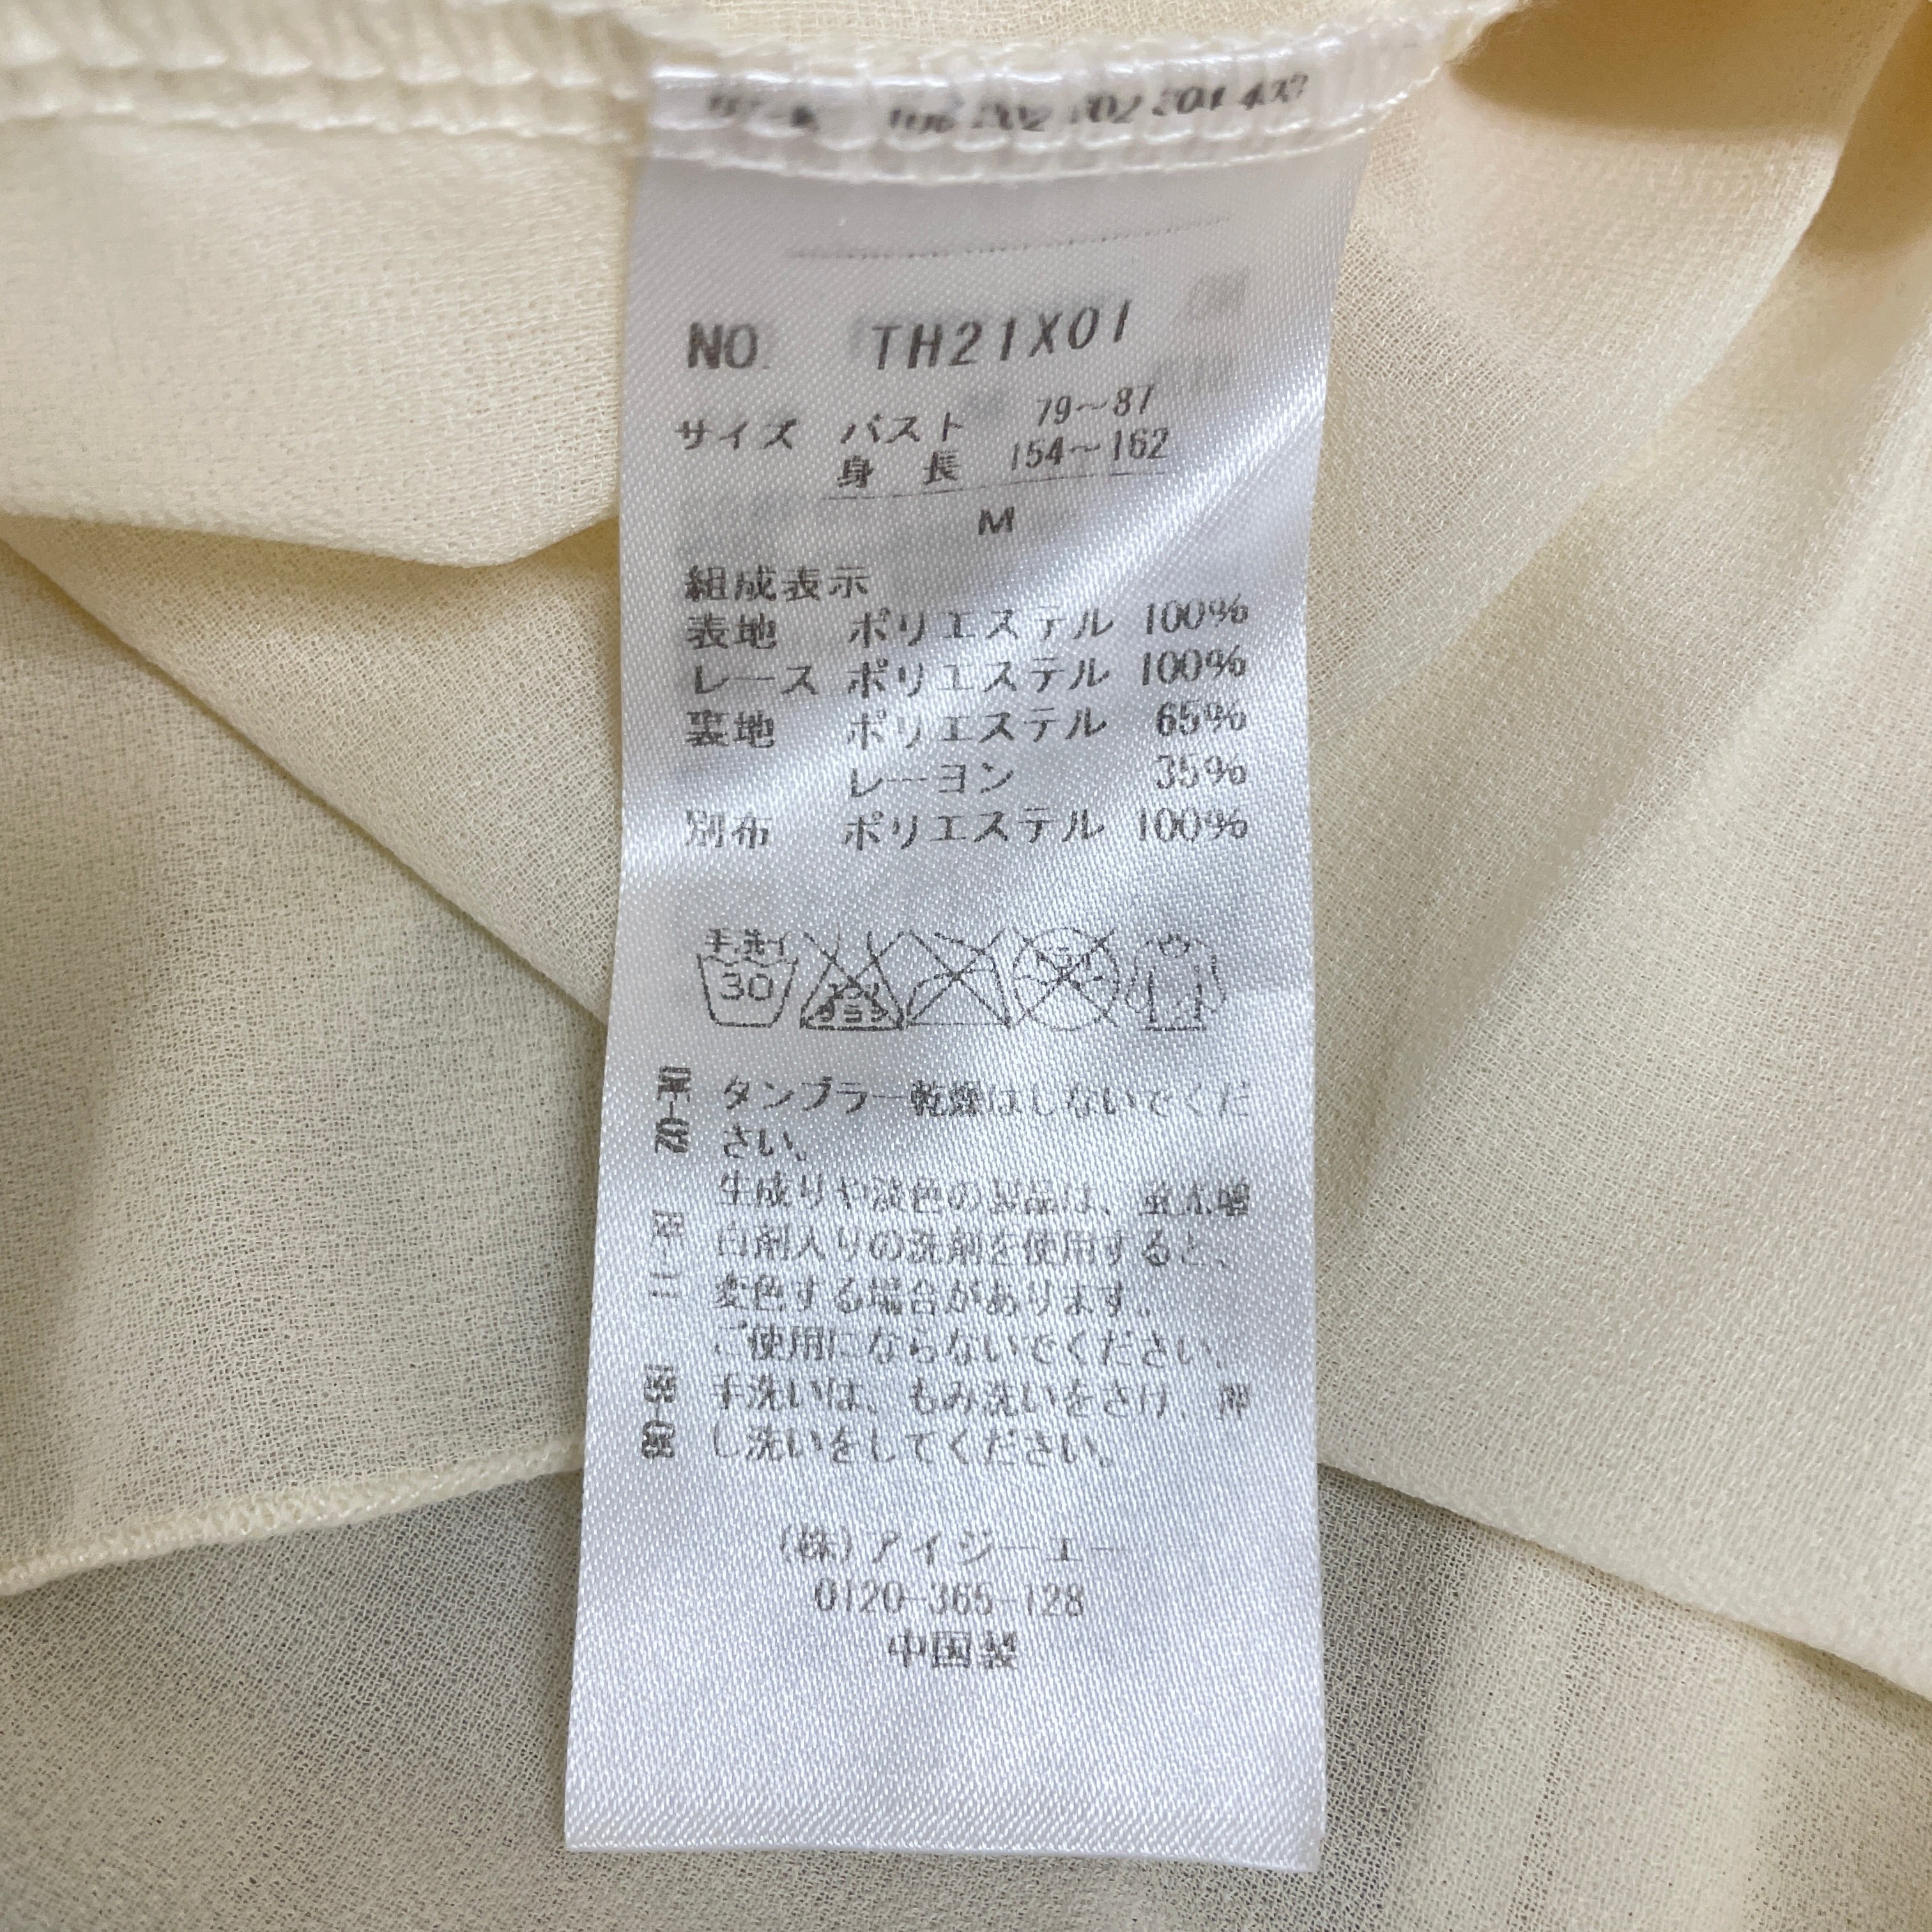 NO. TH21X01
サイズ バスト 79〜87
身長 154〜162
M
組成表示
表地 ポリエステル 100%
レース ポリエステル 100%
裏地 ポリエステル 65%
レーヨン 35%
別布 ポリエステル 100%
手洗イ
30
タンブラー乾燥はしないでくだ
さい。
生成りや淡色の製品は、蛍光増
白剤入りの洗剤を使用すると、
変色する場合があります。
ご使用にならないでください。
手洗いは、もみ洗いをさけ、押
し洗いをしてください。
(株)アイジーエー
0120-365-128
中国製